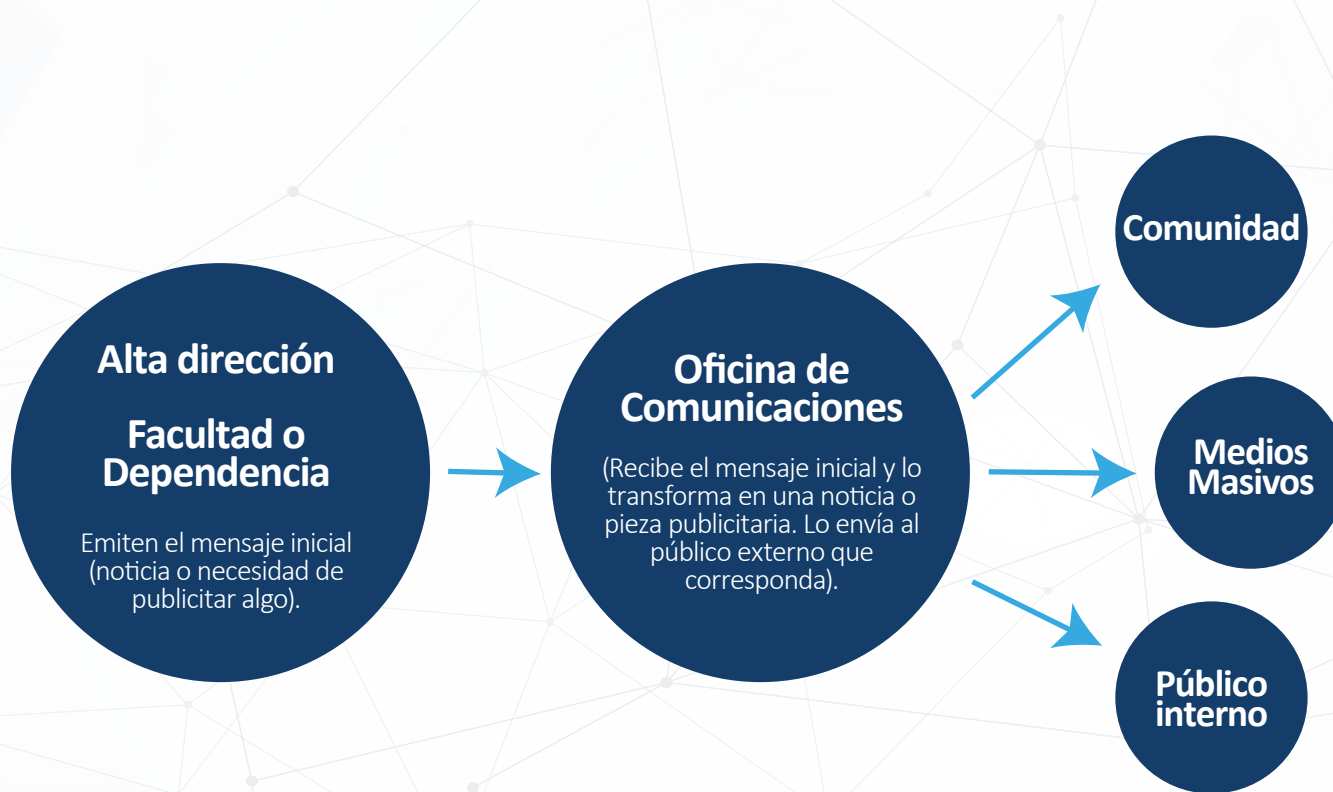 Alta dirección
Facultad o
Dependencia
Emiten el mensaje inicial
(noticia o necesidad de
publicitar algo).
Oficina de
Comunicaciones
(Recibe el mensaje inicial y lo
transforma en una noticia o
pieza publicitaria. Lo envía al
público externo que
corresponda).
Comunidad
Medios
Masivos
Público
interno